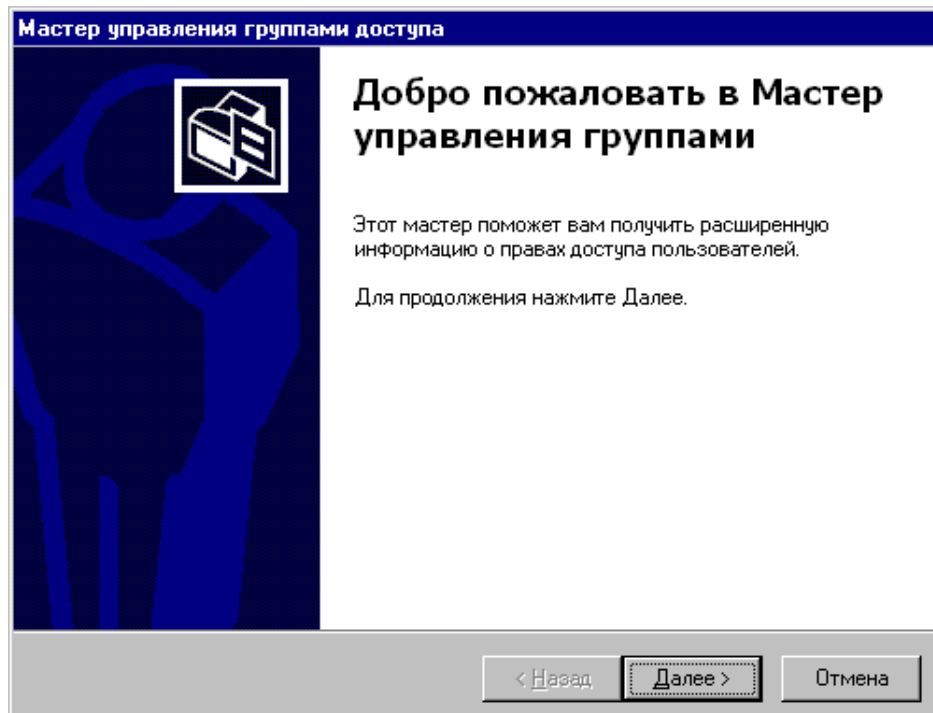 Мастер управления группами доступа
Добро пожаловать в Мастер
управления группами
Этот мастер поможет вам получить расширенную
информацию о правах доступа пользователей.
Для продолжения нажмите Далее.
< Назад
Далее >
Отмена